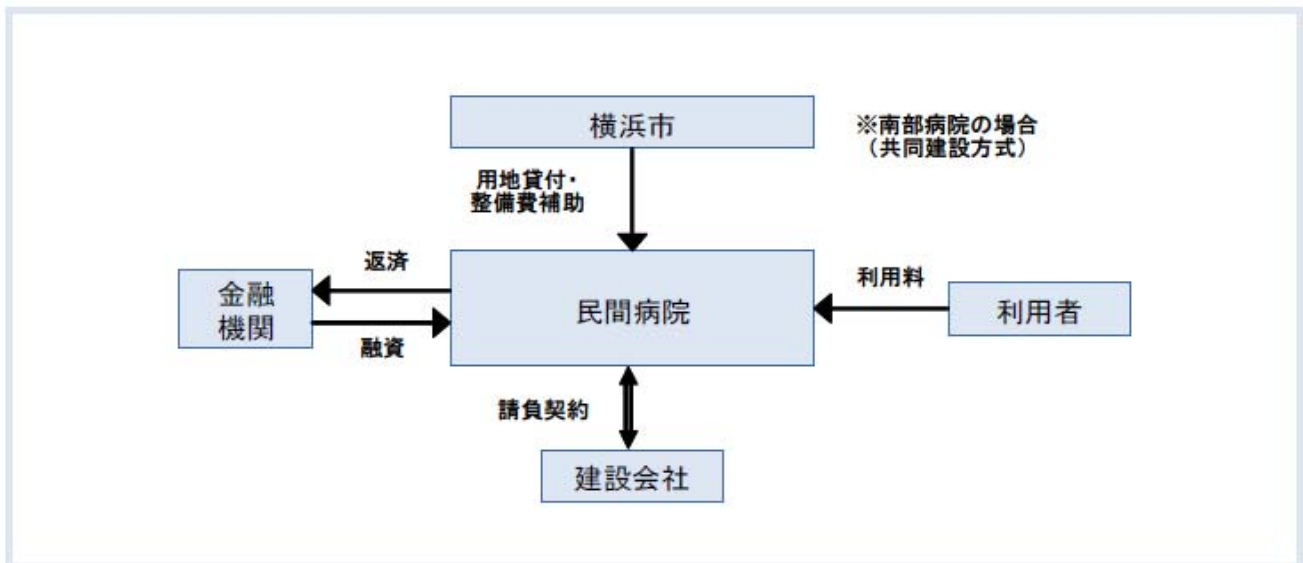 横浜市
※南部病院の場合
（共同建設方式）
用地貸付・
整備費補助
返済
金融
機関
融資
民間病院
利用料
利用者
請負契約
建設会社